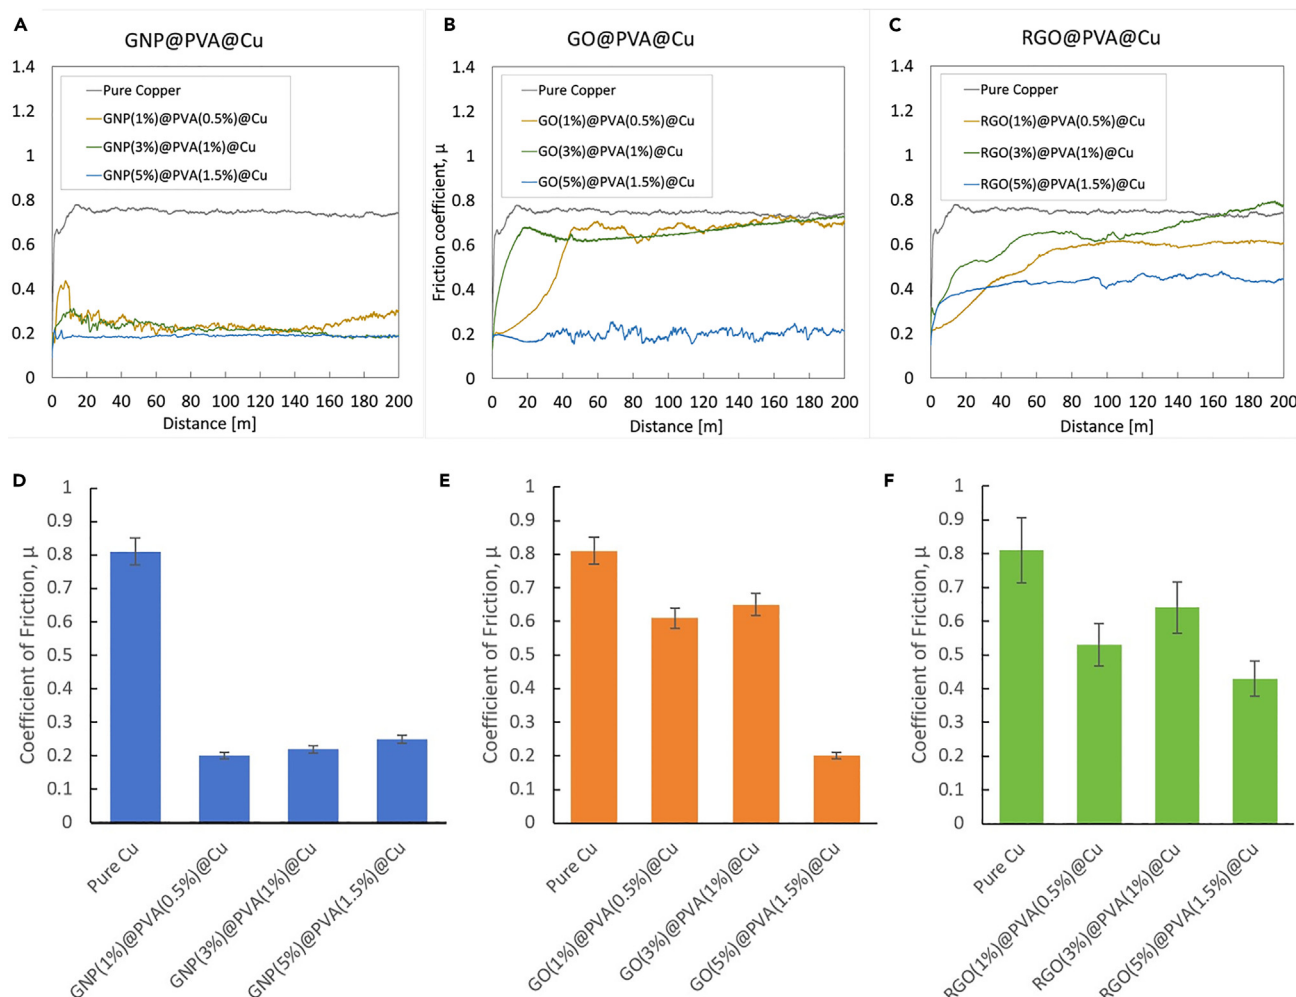 A
GNP@PVA@Cu
1.4
1.2
1
0.8
0.6
0.4
0.2
0
Pure Copper
GNP(1%)@PVA(0.5%)@Cu
GNP(3%)@PVA(1%)@Cu
GNP(5%)@PVA(1.5%)@Cu
0 20 40 60 80 100 120 140 160 180 200
Distance [m]
B
GO@PVA@Cu
Friction coefficient, µ
1.4
1.2
1
0.8
0.6
0.4
0.2
0
Pure Copper
GO(1%)@PVA(0.5%)@Cu
GO(3%)@PVA(1%)@Cu
GO(5%)@PVA(1.5%)@Cu
0 20 40 60 80 100 120 140 160 180 200
Distance [m]
C
RGO@PVA@Cu
1.4
1.2
1
0.8
0.6
0.4
0.2
0
Pure Copper
RGO(1%)@PVA(0.5%)@Cu
RGO(3%)@PVA(1%)@Cu
RGO(5%)@PVA(1.5%)@Cu
0 20 40 60 80 100 120 140 160 180 200
Distance [m]
D
Coefficient of Friction, µ
1
0.9
0.8
0.7
0.6
0.5
0.4
0.3
0.2
0.1
0
Pure Cu
GNP(1%)@PVA(0.5%)@Cu
GNP(3%)@PVA(1%)@Cu
GNP(5%)@PVA(1.5%)@Cu
E
Coefficient of Friction, µ
1
0.9
0.8
0.7
0.6
0.5
0.4
0.3
0.2
0.1
0
Pure Cu
GO(1%)@PVA(0.5%)@Cu
GO(3%)@PVA(1%)@Cu
GO(5%)@PVA(1.5%)@Cu
F
Coefficient of Friction, µ
1
0.9
0.8
0.7
0.6
0.5
0.4
0.3
0.2
0.1
0
Pure Cu
RGO(1%)@PVA(0.5%)@Cu
RGO(3%)@PVA(1%)@Cu
RGO(5%)@PVA(1.5%)@Cu